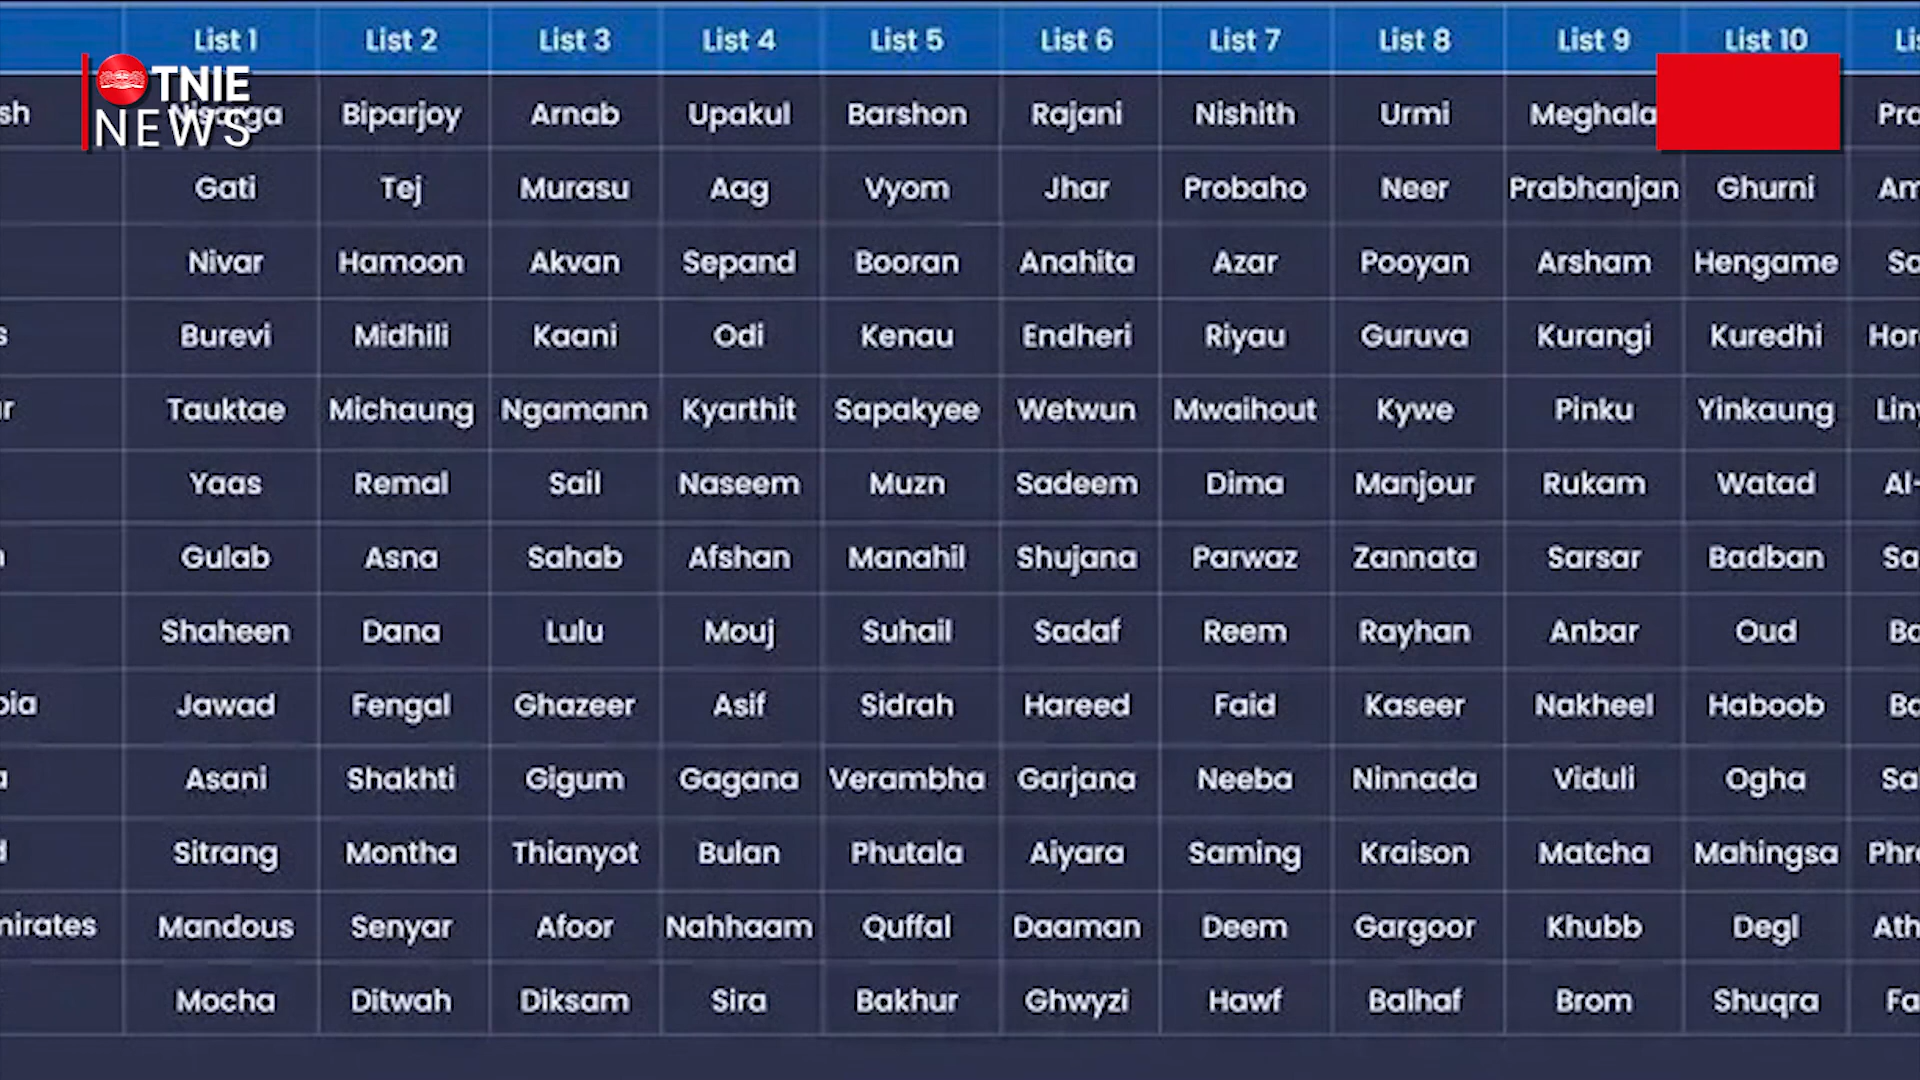 List 1 List 2 List 3 List 4 List 5 List 6 List 7 List 8 List 9 List 10
TNIE
NEWS
Biparjoy Arnab Upakul Barshon Rajani Nishith Urmi Meghala
Gati Tej Murasu Aag Vyom Jhar Probaho Neer Prabhanjan Ghurni
Nivar Hamoon Akvan Sepand Booran Anahita Azar Pooyan Arsham Hengame
Burevi Midhili Kaani Odi Kenau Endheri Riyau Guruva Kurangi Kuredhi
Tauktae Michaung Ngamann Kyarthit Sapakyee Wetwun Mwaihout Kywe Pinku Yinkaung
Yaas Remal Sail Naseem Muzn Sadeem Dima Manjour Rukam Watad
Gulab Asna Sahab Afshan Manahil Shujana Parwaz Zannata Sarsar Badban
Shaheen Dana Lulu Mouj Suhail Sadaf Reem Rayhan Anbar Oud
Jawad Fengal Ghazeer Asif Sidrah Hareed Faid Kaseer Nakheel Haboob
Asani Shakhti Gigum Gagana Verambha Garjana Neeba Ninnada Viduli Ogha
Sitrang Montha Thianyot Bulan Phutala Aiyara Saming Kraison Matcha Mahingsa
Mandous Senyar Afoor Nahhaam Quffal Daaman Deem Gargoor Khubb Degl
Mocha Ditwah Diksam Sira Bakhur Ghwyzi Hawf Balhaf Brom Shuqra